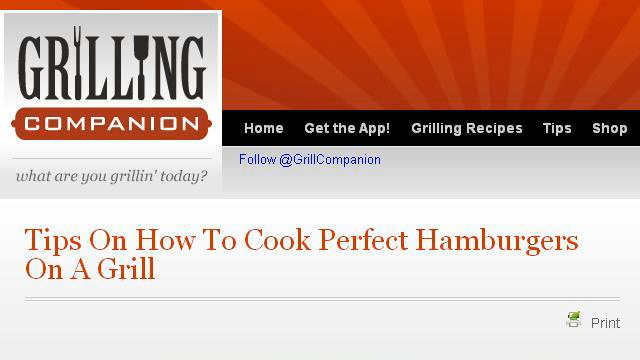 GRILLING
COMPANION
what are you grillin' today?
Home Get the App! Grilling Recipes Tips Shop
Follow @GrillCompanion
Tips On How To Cook Perfect Hamburgers
On A Grill
Print